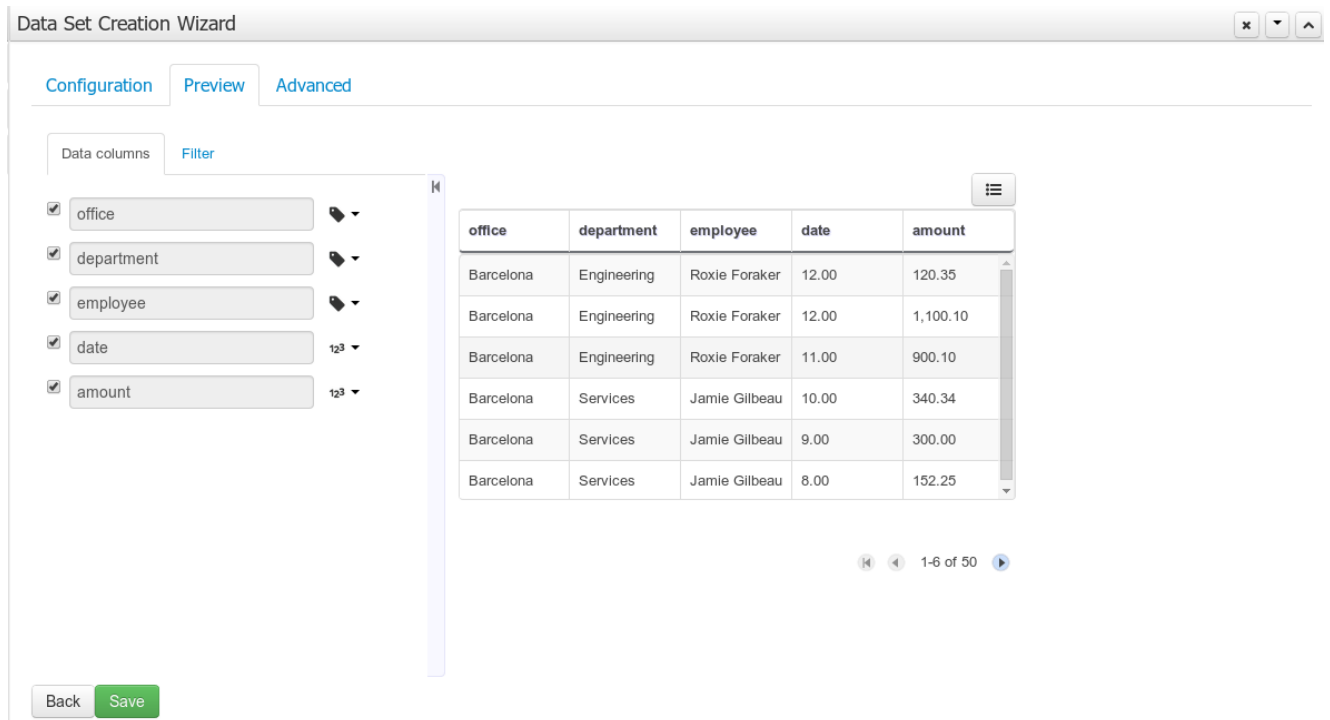 Data Set Creation Wizard
Configuration Preview Advanced
Data columns Filter
office
department
employee
date 123
amount 123
office department employee date amount
Barcelona Engineering Roxie Foraker 12.00 120.35
Barcelona Engineering Roxie Foraker 12.00 1,100.10
Barcelona Engineering Roxie Foraker 11.00 900.10
Barcelona Services Jamie Gilbeau 10.00 340.34
Barcelona Services Jamie Gilbeau 9.00 300.00
Barcelona Services Jamie Gilbeau 8.00 152.25
1-6 of 50
Back Save